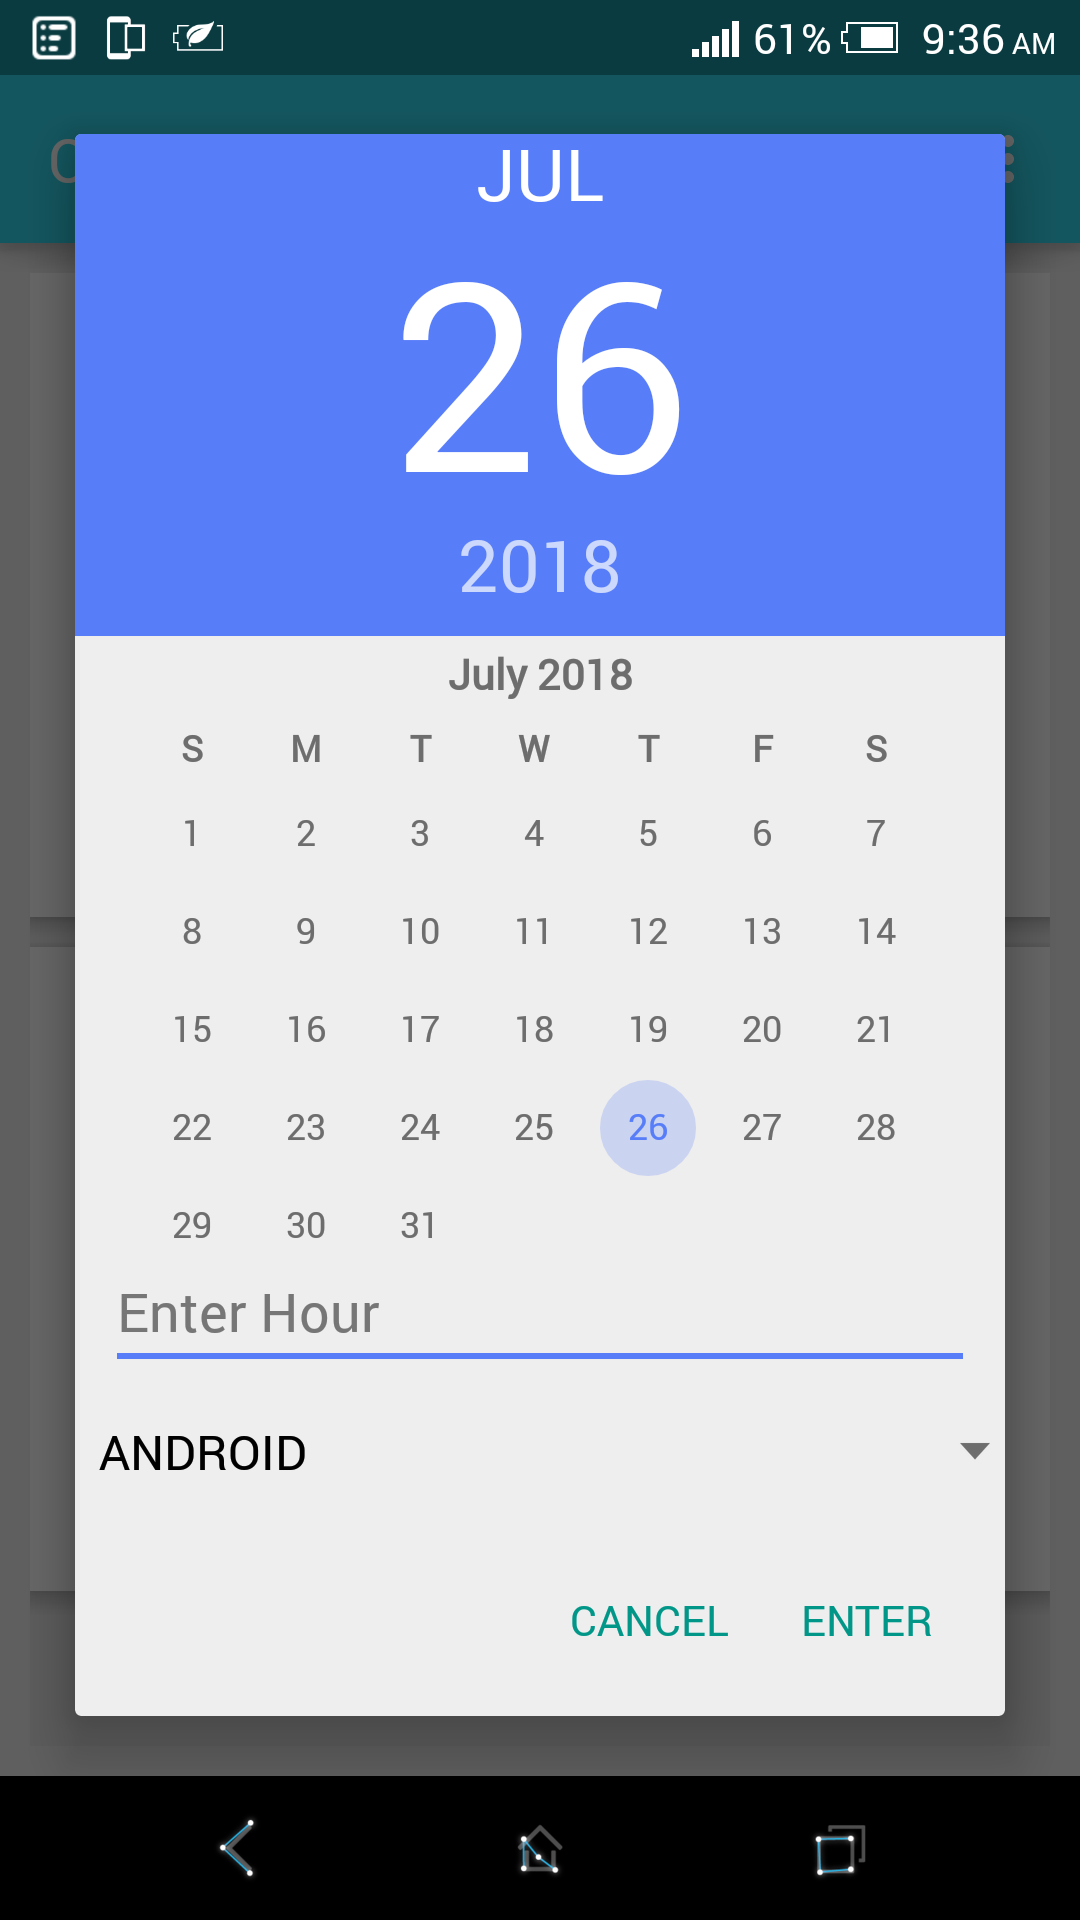 61% 9:36 AM
JUL
26
2018
July 2018
S M T W T F S
1 2 3 4 5 6 7
8 9 10 11 12 13 14
15 16 17 18 19 20 21
22 23 24 25 26 27 28
29 30 31
Enter Hour
ANDROID
CANCEL ENTER